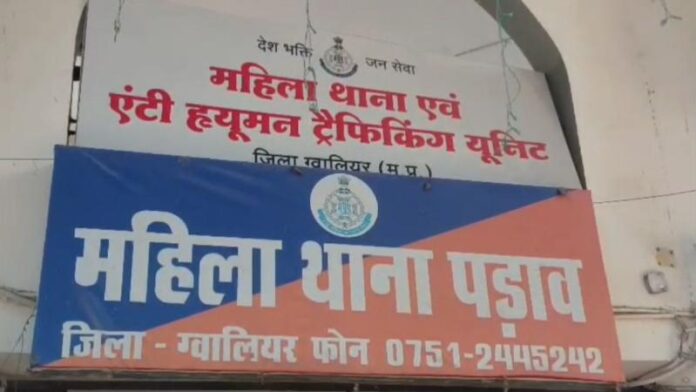 देश भक्ति जन सेवा
महिला थाना एवं
एंटी हृयूमन ट्रैफिकिंग यूनिट
जिला ग्वालियर (म.प्र.)
महिला थाना पड़ाव
जिला - ग्वालियर फोन 0751-2445242